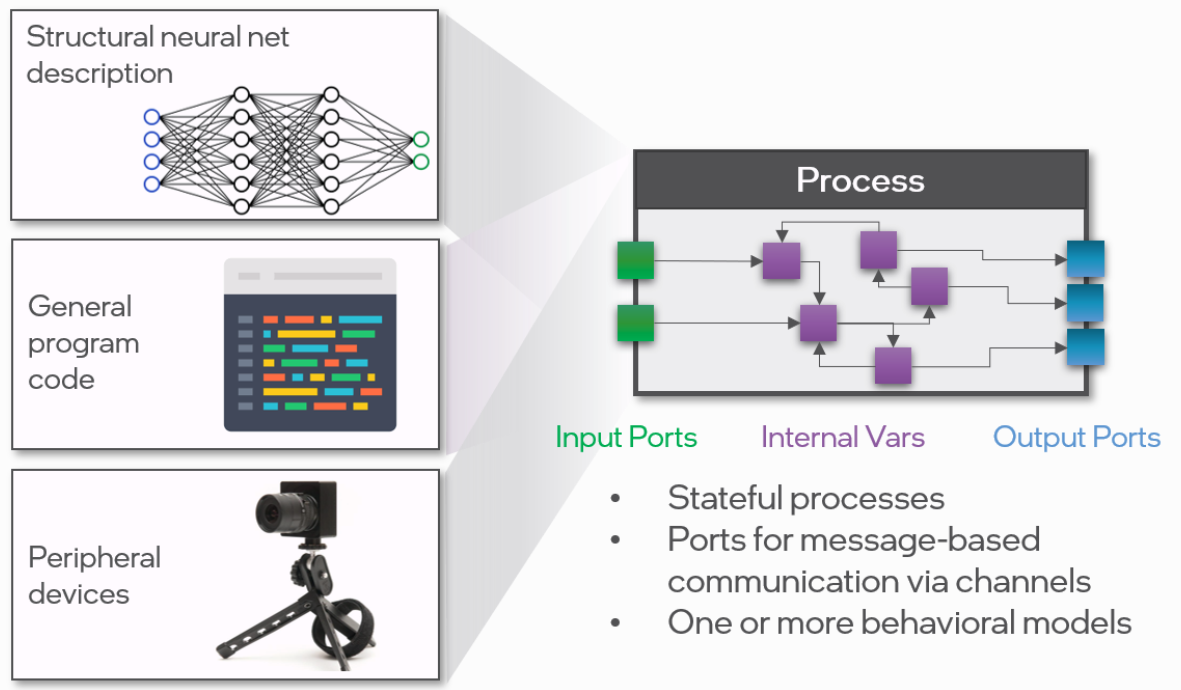 Structural neural net
description
General
program
code
Peripheral
devices
Process
Input Ports
Internal Vars
Output Ports
• Stateful processes
• Ports for message-based
communication via channels
• One or more behavioral models